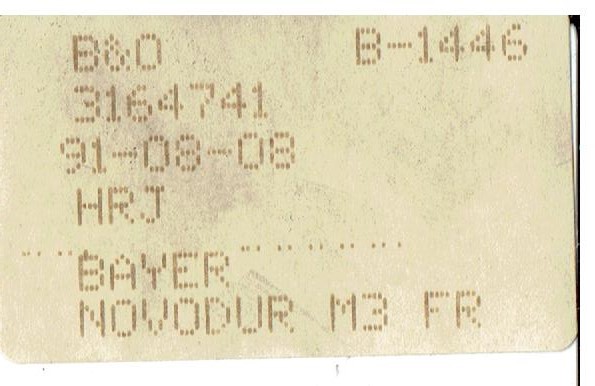 B&O B-1446
3164741
91-08-08
HRJ
BAYER
NOVODUR M3 FR